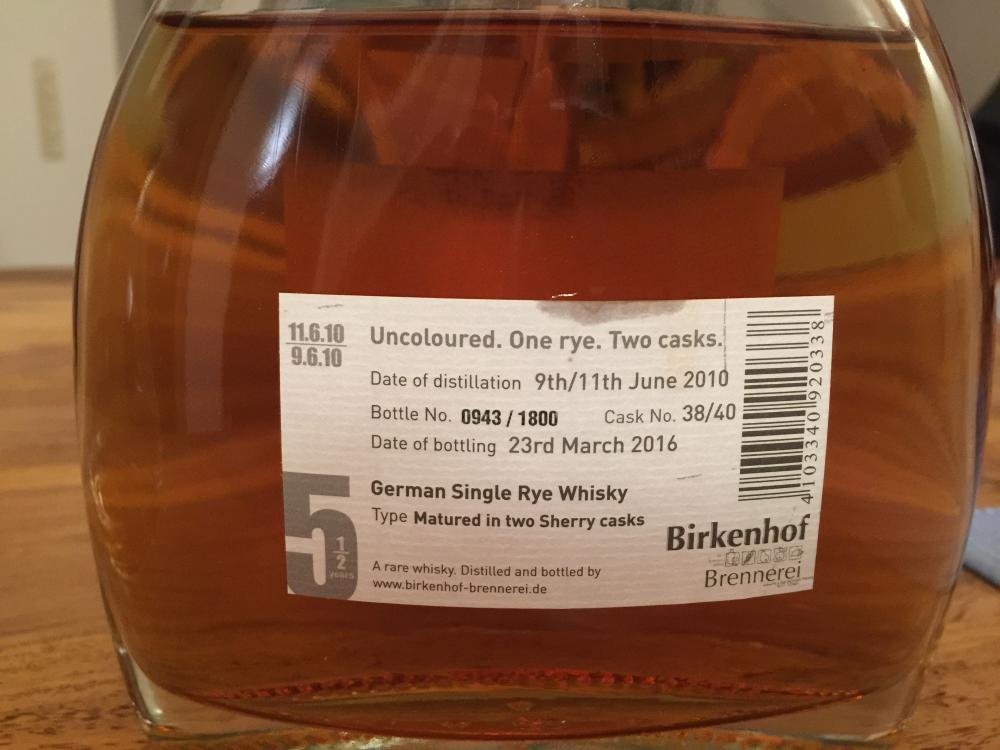 11.6.10
9.6.10
Uncoloured. One rye. Two casks.
Date of distillation 9th/11th June 2010
Bottle No. 0943 / 1800 Cask No. 38/40
Date of bottling 23rd March 2016
5 1/2 years
German Single Rye Whisky
Type Matured in two Sherry casks
A rare whisky. Distilled and bottled by
www.birkenhof-brennerei.de
Birkenhof
Brennerei
4 103340 920338